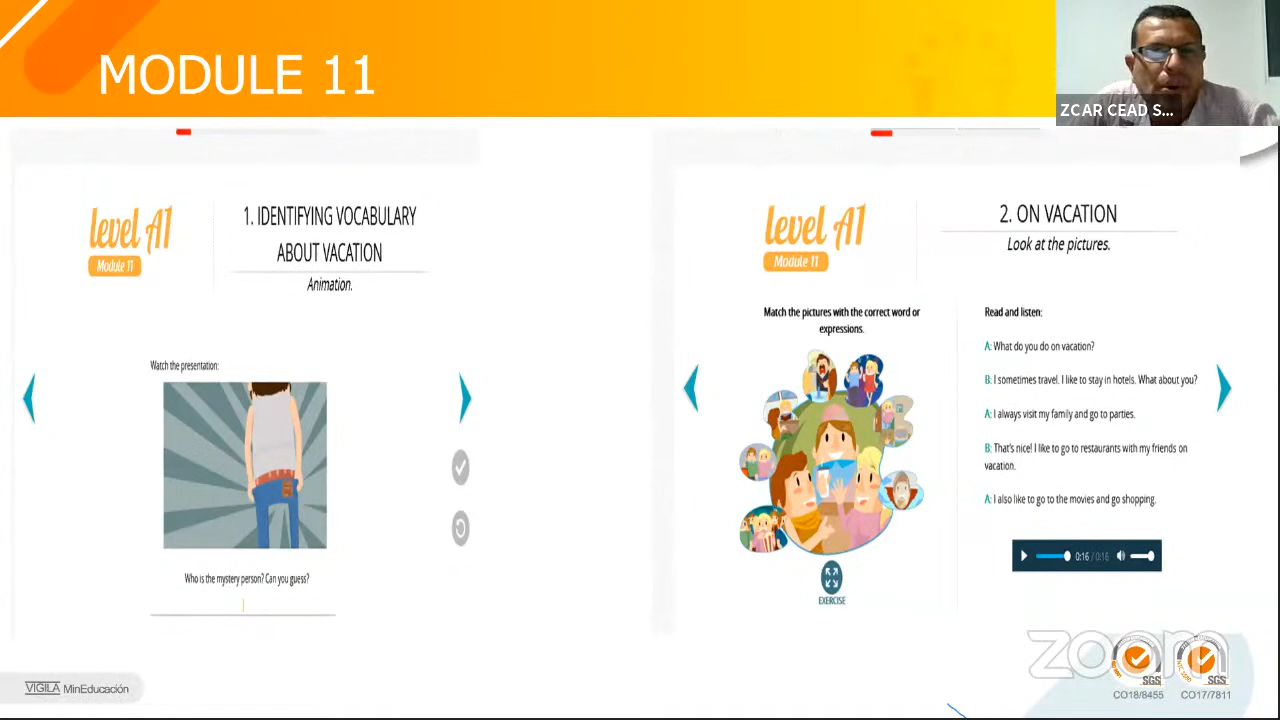 MODULE 11
ZCAR CEAD S...
level A1
Module 11
1. IDENTIFYING VOCABULARY
ABOUT VACATION
Animation.
Watch the presentation:
Who is the mystery person? Can you guess?
level A1
Module 11
2. ON VACATION
Look at the pictures.
Match the pictures with the correct word or
expressions.
EXERCISE
Read and listen:
A: What do you do on vacation?
B: I sometimes travel. I like to stay in hotels. What about you?
A: I always visit my family and go to parties.
B: That's nice! I like to go to restaurants with my friends on
vacation.
A: I also like to go to the movies and go shopping.
0:16 / 0:16
zoom
SGS
SGS
CO18/8455
CO17/7811
VIGILA MinEducación